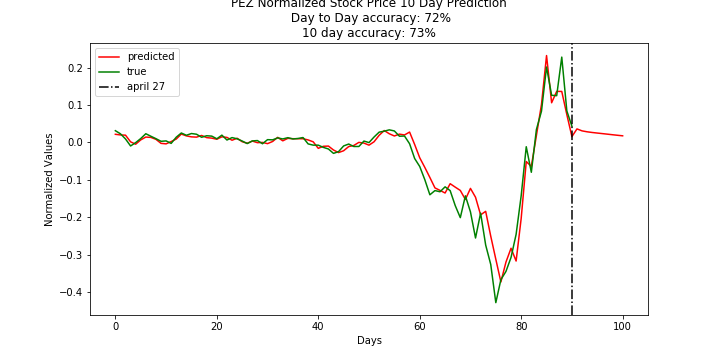 PEZ Normalized Stock Price 10 Day Prediction
Day to Day accuracy: 72%
10 day accuracy: 73%
predicted
true
april 27
Normalized Values
0.2
0.1
0.0
−0.1
−0.2
−0.3
−0.4
0 20 40 60 80 100
Days